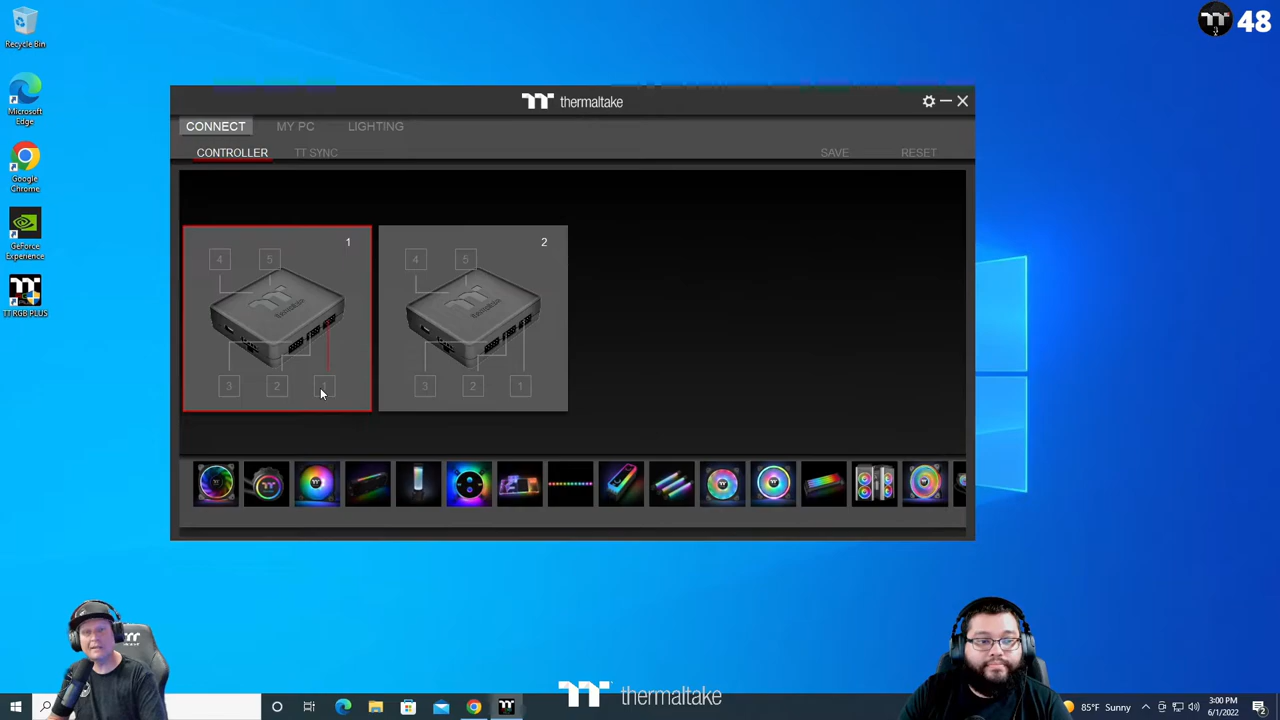 Recycle Bin
Microsoft
Edge
Google
Chrome
GeForce
Experience
TT RGB PLUS
48
thermaltake
CONNECT
MY PC
LIGHTING
CONTROLLER
TT SYNC
SAVE
RESET
1
4
5
3
2
1
2
4
5
3
2
1
thermaltake
85°F Sunny
3:00 PM
6/1/2022
2